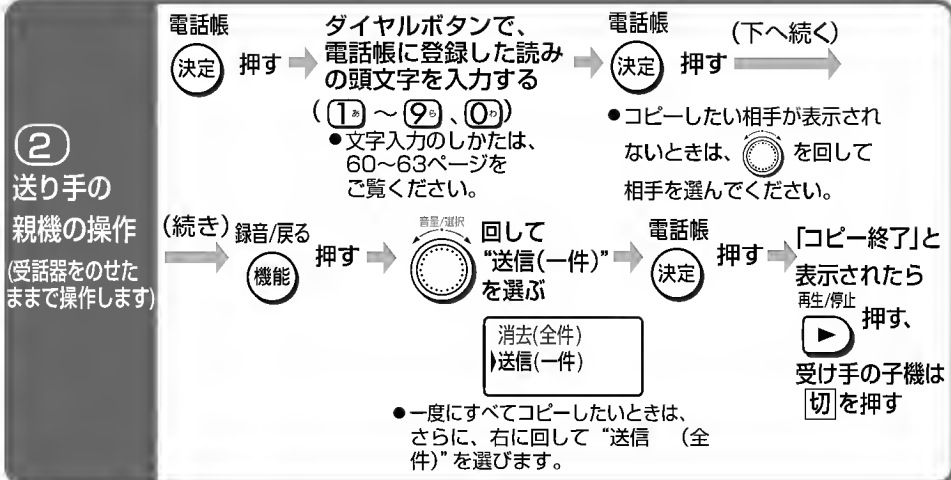 ②
送り手の
親機の操作
(受話器をのせた
ままで操作します)
電話帳
決定
押す
ダイヤルボタンで、
電話帳に登録した読み
の頭文字を入力する
(1あ～9ら、0わ)
●文字入力のしかたは、
60～63ページを
ご覧ください。
電話帳
決定
押す
(下へ続く)
●コピーしたい相手が表示され
ないときは、を回して
相手を選んでください。
(続き)
録音/戻る
機能
押す
音量/選択
回して
“送信(一件)”
を選ぶ
消去(全件)
送信(一件)
●一度にすべてコピーしたいときは、
さらに、右に回して“送信　(全
件)”を選びます。
電話帳
決定
押す
「コピー終了」と
表示されたら
再生/停止
押す、
受け手の子機は
切を押す